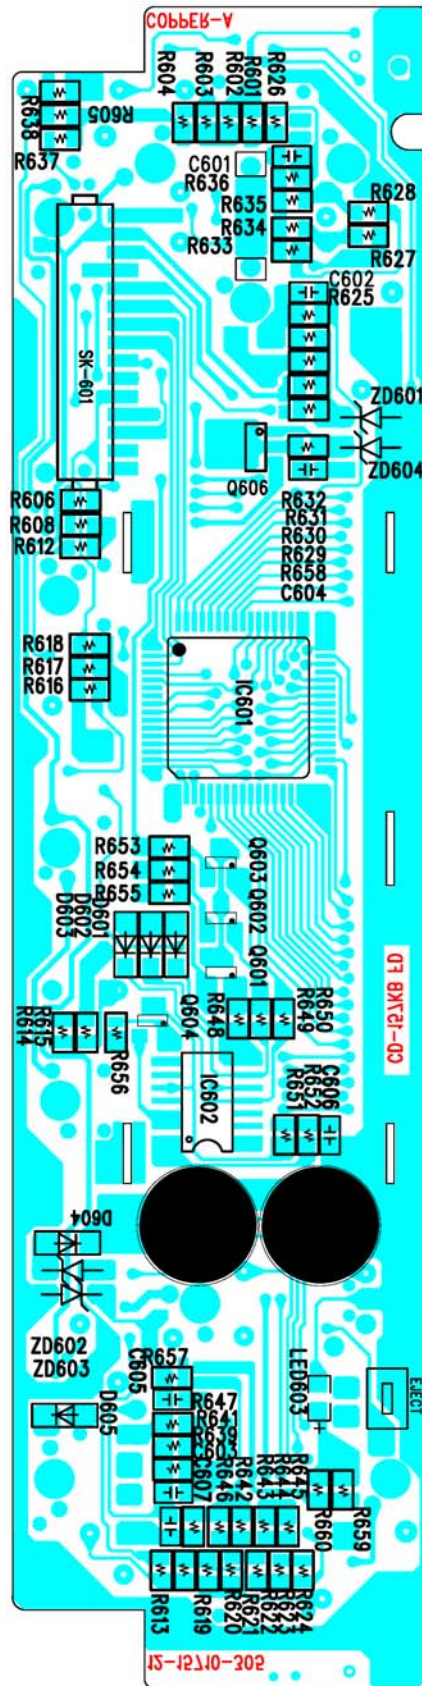 COPPER-A
R604
R603
R602
R601
R626
R638
R605
R637
C601
R636
R635
R634
R633
R628
R627
C602
R625
SK-601
ZD601
ZD604
Q606
R606
R608
R612
R632
R631
R630
R629
R658
C604
R618
R617
R616
IC601
R653
R654
R655
Q603
Q602
Q601
D603
D602
D601
CD-157KB FD
R614
R615
R656
Q604
R648
R649
R650
IC602
R651
R652
C606
D604
ZD602
ZD603
R657
C605
R647
R641
R639
C603
C607
R646
R642
R643
R644
R645
LED603
+
EJECT
D605
R660
R659
R613
R619
R620
R621
R622
R623
R624
12-15710-305